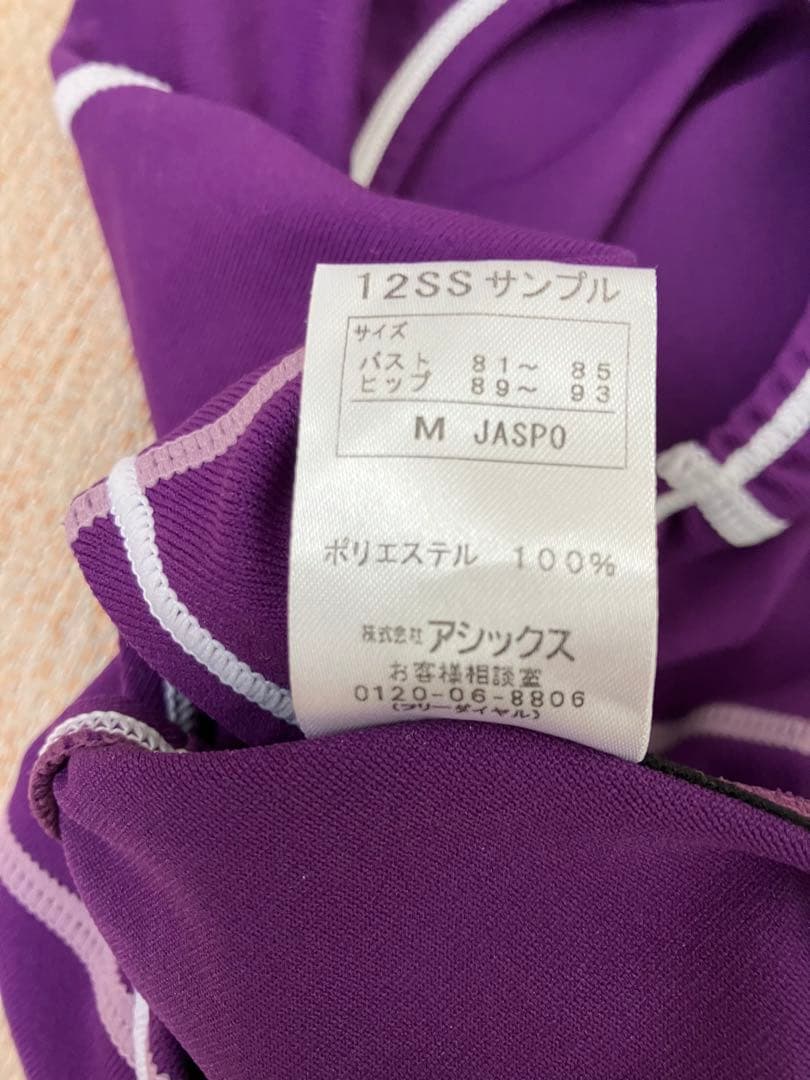 12SS サンプル
サイズ
バスト 81～ 85
ヒップ 89～ 93
M JASPO
ポリエステル 100%
株式会社アシックス
お客様相談室
0120-06-8806
(フリーダイヤル)